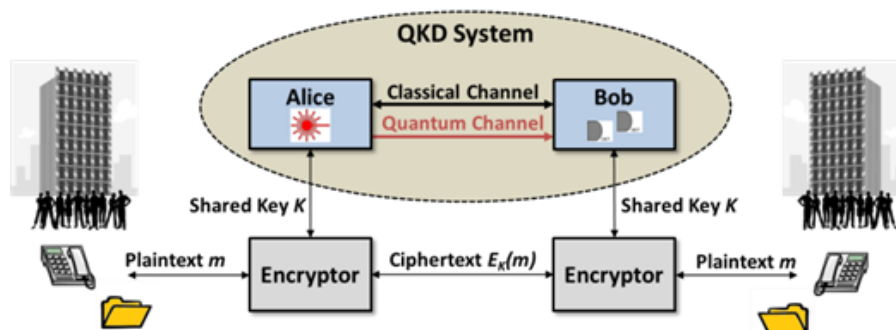 QKD System
Alice
Classical Channel
Bob
Quantum Channel
Shared Key K
Shared Key K
Plaintext m
Encryptor
Ciphertext E_K(m)
Encryptor
Plaintext m